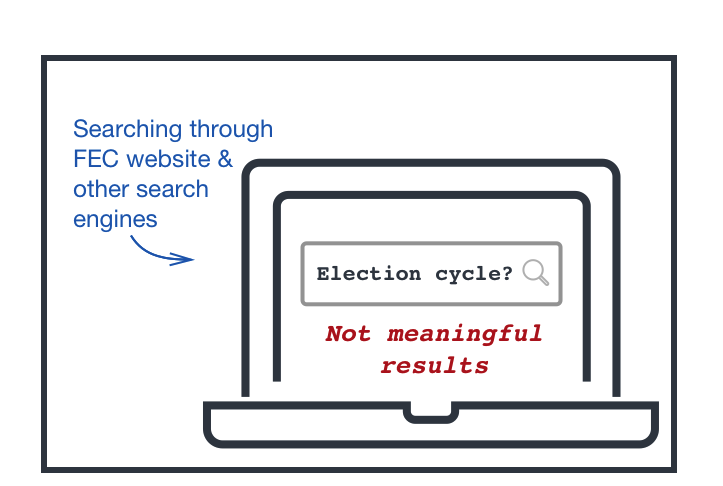 Searching through
FEC website &
other search
engines
Election cycle?
Not meaningful
results